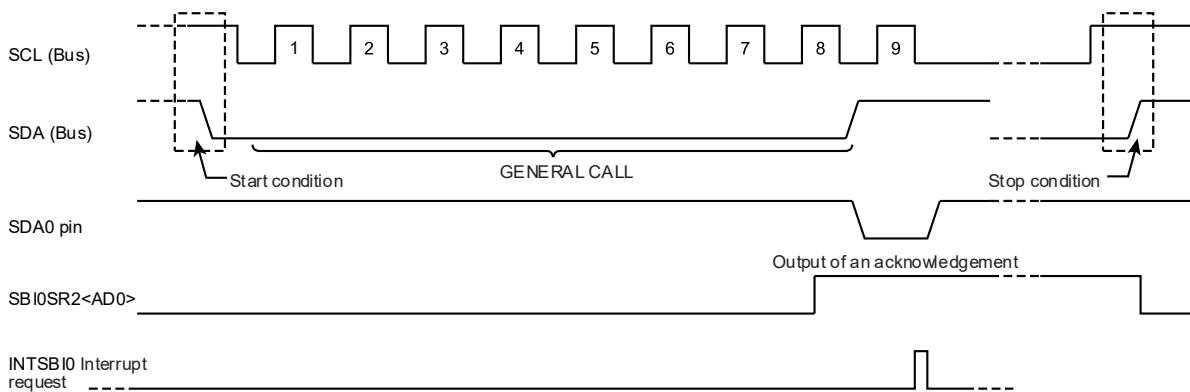 SCL (Bus)
1 2 3 4 5 6 7 8 9
SDA (Bus)
Start condition
GENERAL CALL
Stop condition
SDA0 pin
Output of an acknowledgement
SBI0SR2<AD0>
INTSBI0 Interrupt
request